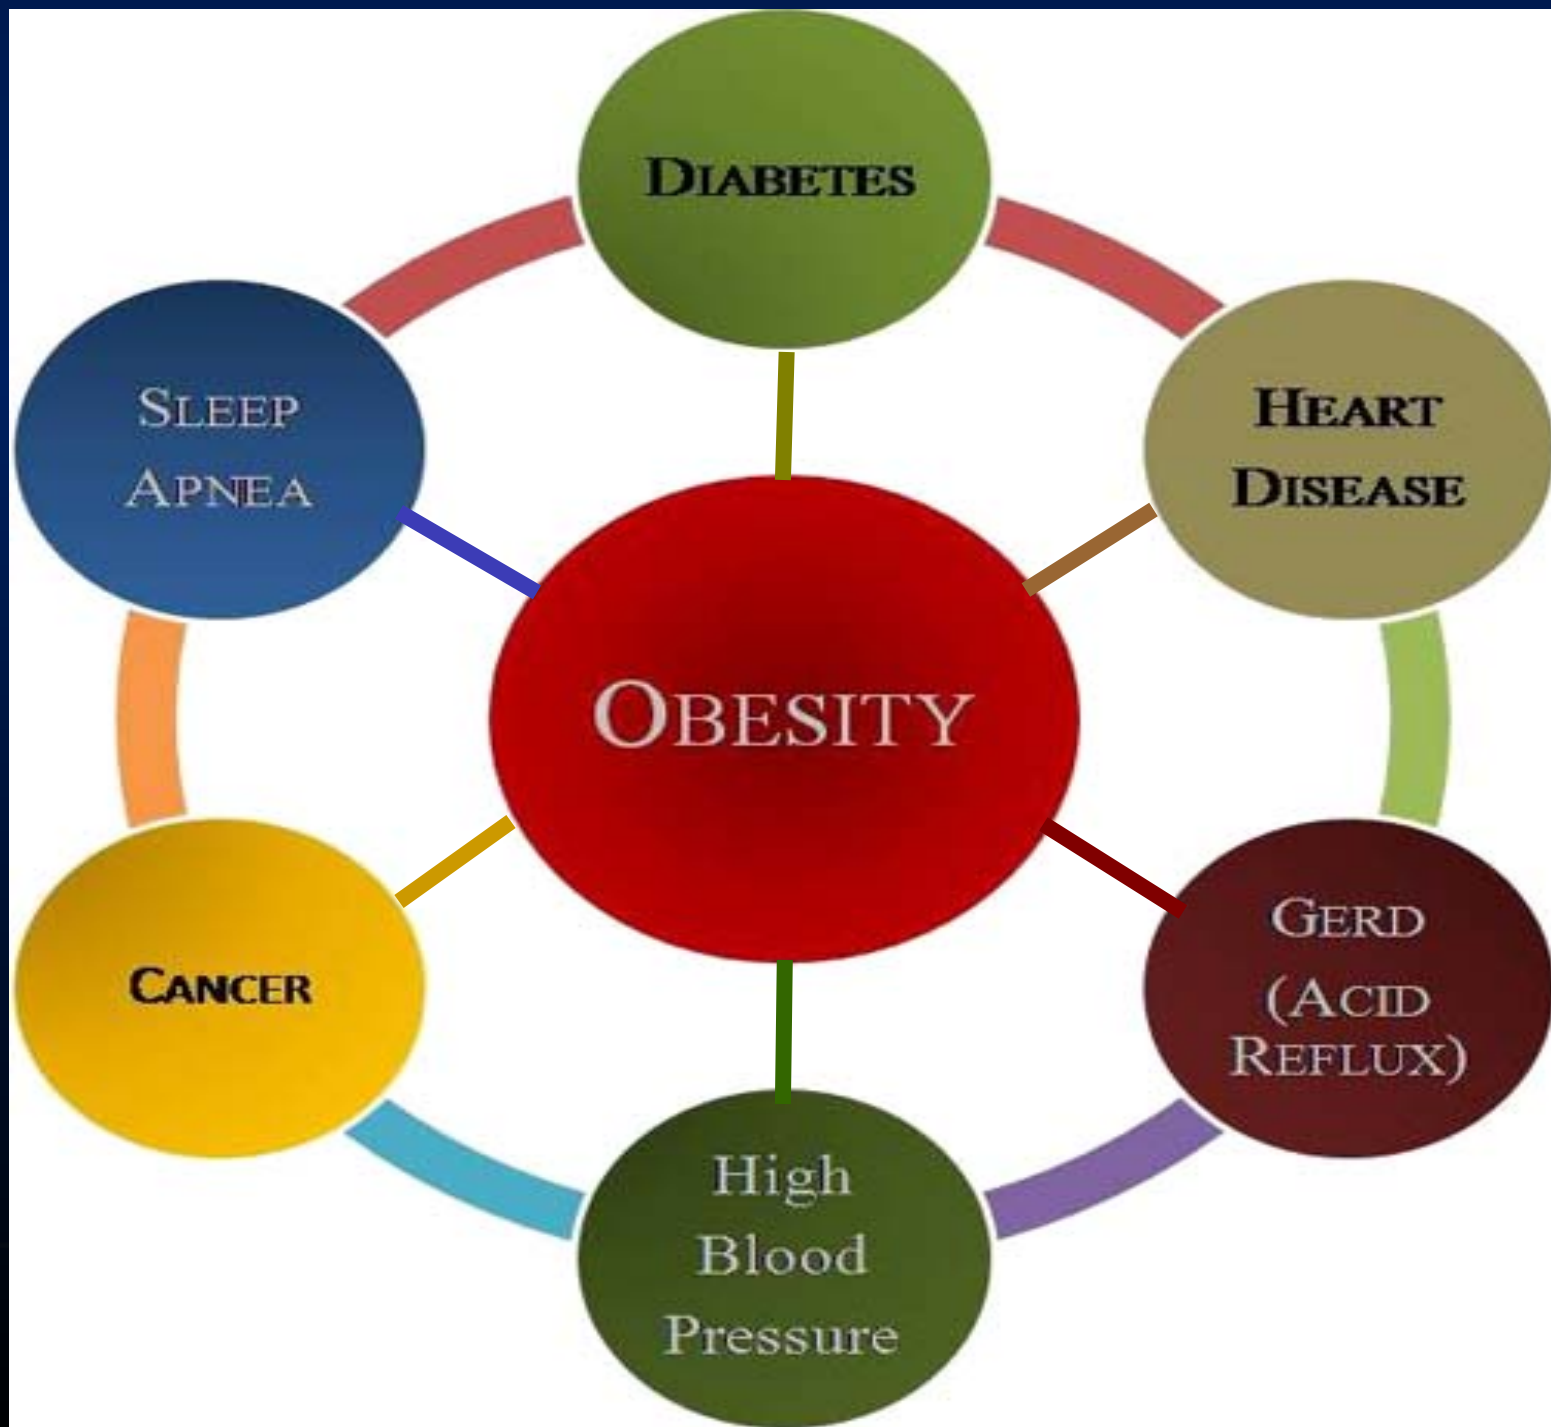 DIABETES
HEART
DISEASE
GERD
(ACID
REFLUX)
High
Blood
Pressure
CANCER
SLEEP
APNEA
OBESITY